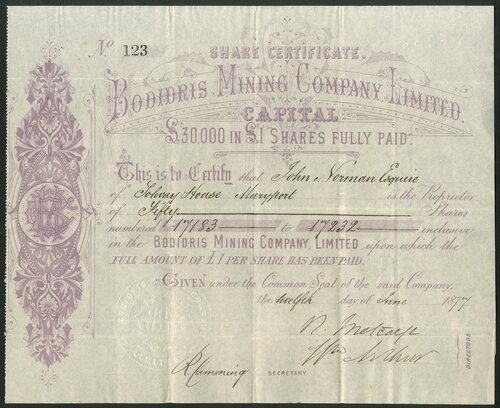 SHARE CERTIFICATE.
No. 123
BODIDRIS MINING COMPANY, LIMITED
CAPITAL
£30,000 IN £1 SHARES FULLY PAID.
This is to Certify that John Norman Esquire
of House Maryport is the Proprietor
of Fifty Shares
numbered 17183 to 17232 inclusive
in the BODIDRIS MINING COMPANY, LIMITED upon which the
FULL AMOUNT OF £1 PER SHARE HAS BEEN PAID.
GIVEN under the Common Seal of the said Company,
the twelfth day of June 1877
N. Metcalfe
Wm Arthur
DIRECTORS
R Cumming SECRETARY